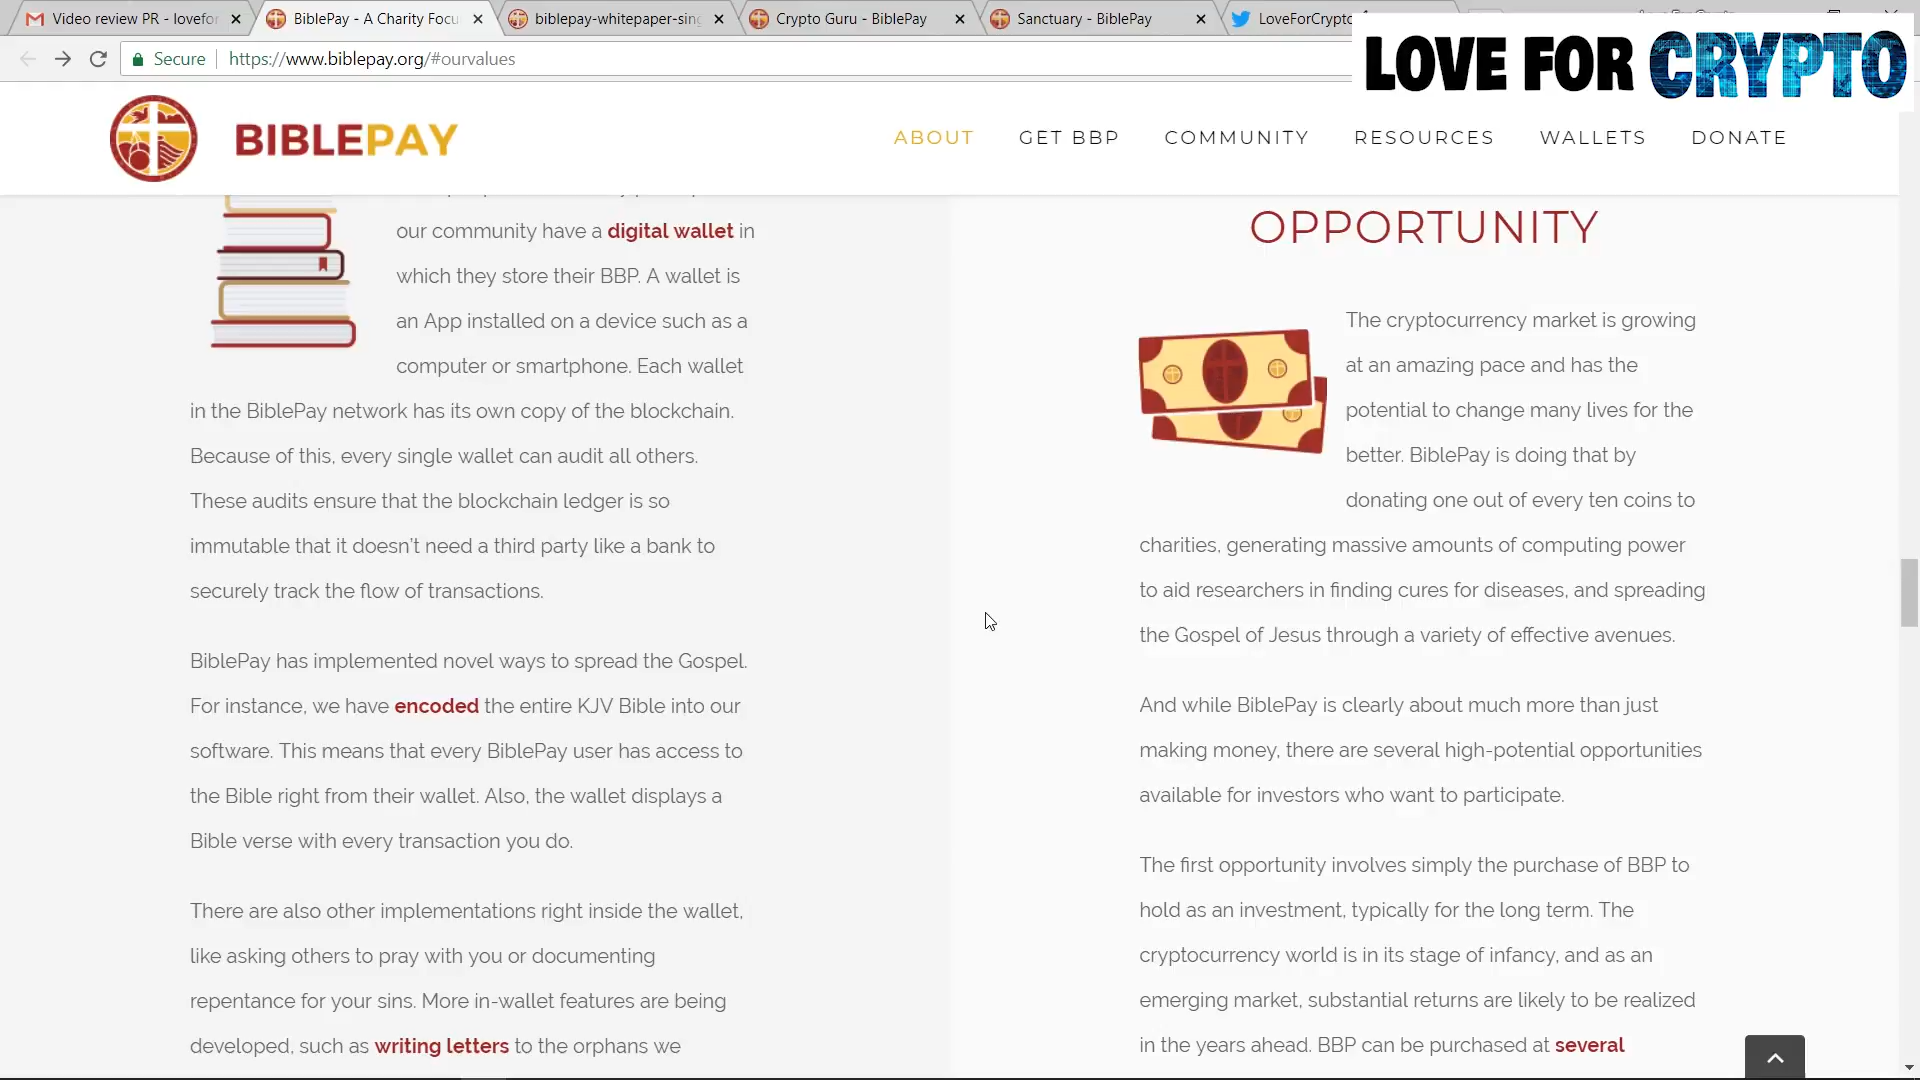 Video review PR - lovefor
BiblePay - A Charity Focu
biblepay-whitepaper-sing
Crypto Guru - BiblePay
Sanctuary - BiblePay
LoveForCrypto
Secure
https://www.biblepay.org/#ourvalues
LOVE FOR CRYPTO
BIBLEPAY
ABOUT
GET BBP
COMMUNITY
RESOURCES
WALLETS
DONATE
our community have a digital wallet in
which they store their BBP. A wallet is
an App installed on a device such as a
computer or smartphone. Each wallet
in the BiblePay network has its own copy of the blockchain.
Because of this, every single wallet can audit all others.
These audits ensure that the blockchain ledger is so
immutable that it doesn't need a third party like a bank to
securely track the flow of transactions.
BiblePay has implemented novel ways to spread the Gospel.
For instance, we have encoded the entire KJV Bible into our
software. This means that every BiblePay user has access to
the Bible right from their wallet. Also, the wallet displays a
Bible verse with every transaction you do.
There are also other implementations right inside the wallet,
like asking others to pray with you or documenting
repentance for your sins. More in-wallet features are being
developed, such as writing letters to the orphans we
OPPORTUNITY
The cryptocurrency market is growing
at an amazing pace and has the
potential to change many lives for the
better. BiblePay is doing that by
donating one out of every ten coins to
charities, generating massive amounts of computing power
to aid researchers in finding cures for diseases, and spreading
the Gospel of Jesus through a variety of effective avenues.
And while BiblePay is clearly about much more than just
making money, there are several high-potential opportunities
available for investors who want to participate.
The first opportunity involves simply the purchase of BBP to
hold as an investment, typically for the long term. The
cryptocurrency world is in its stage of infancy, and as an
emerging market, substantial returns are likely to be realized
in the years ahead. BBP can be purchased at several